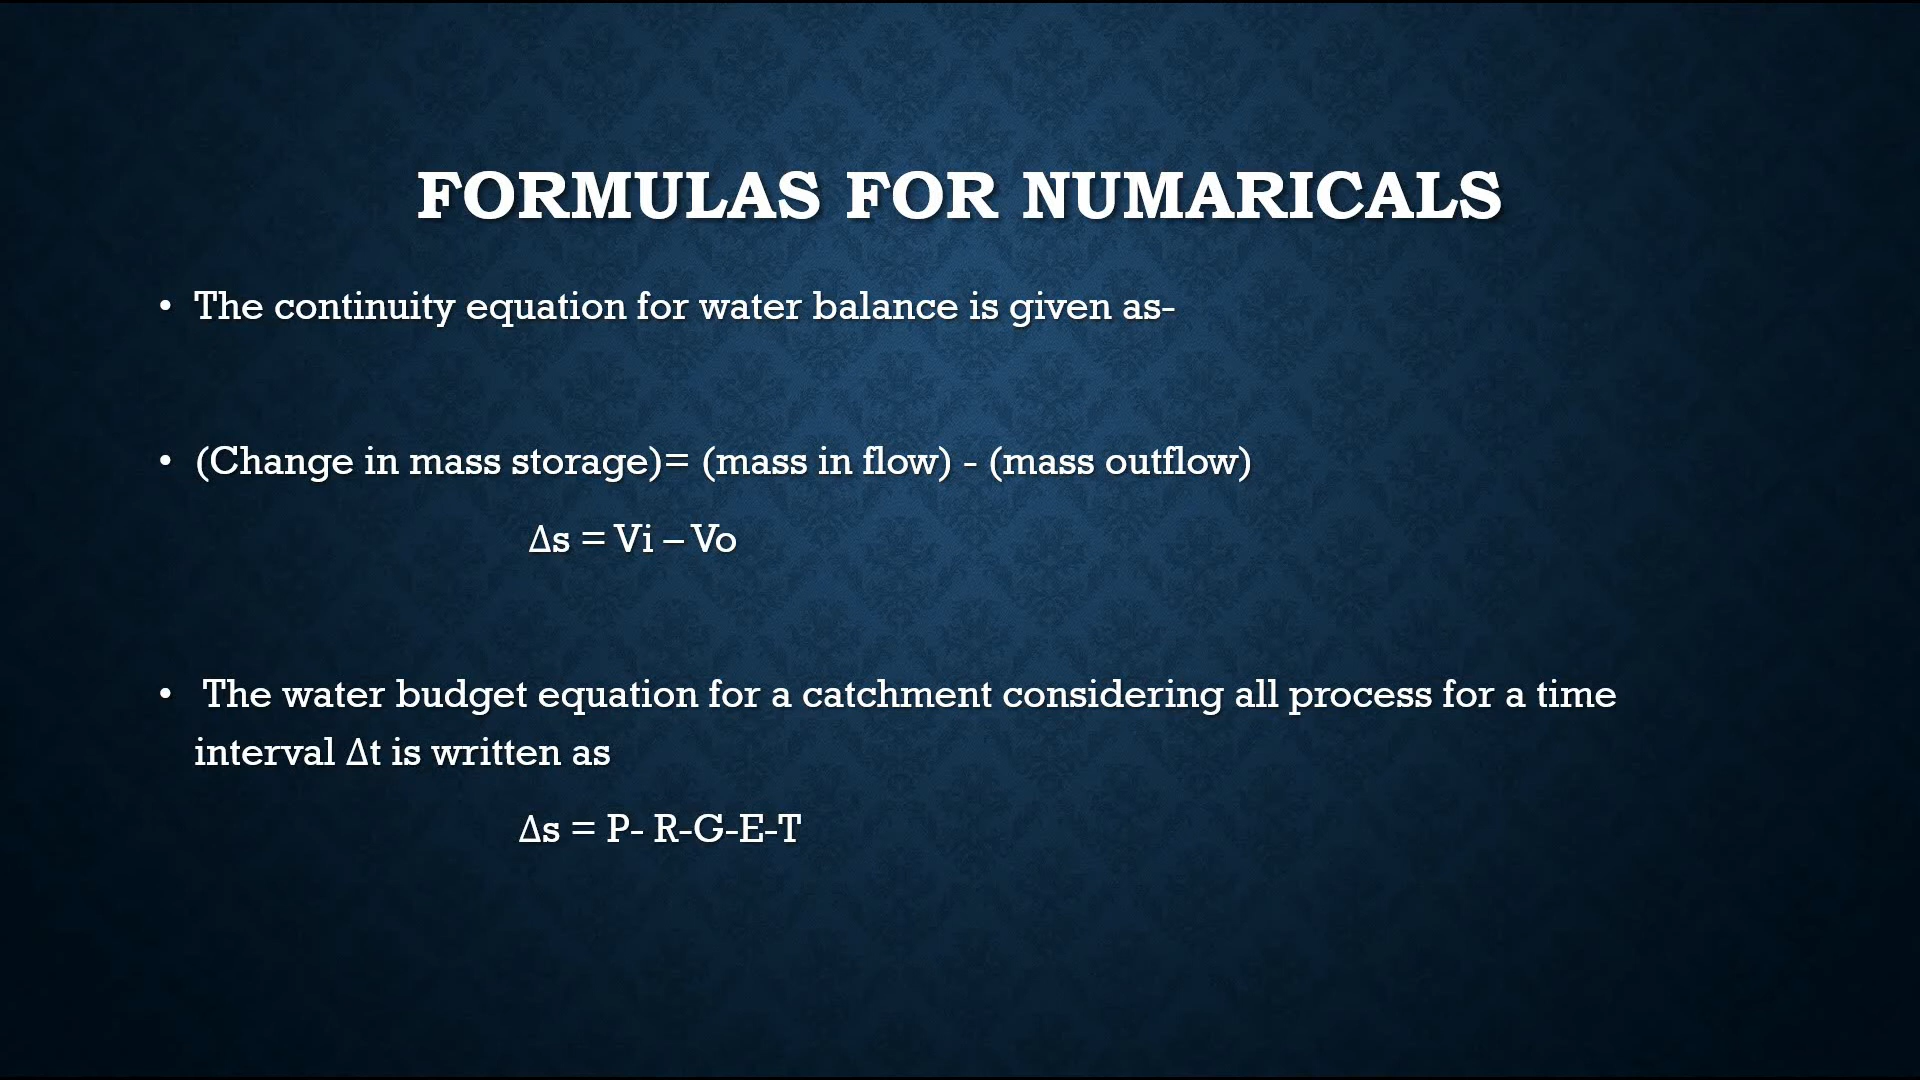 FORMULAS FOR NUMARICALS
• The continuity equation for water balance is given as-
• (Change in mass storage)= (mass in flow) - (mass outflow)
Δs = Vi – Vo
• The water budget equation for a catchment considering all process for a time
interval Δt is written as
Δs = P- R-G-E-T